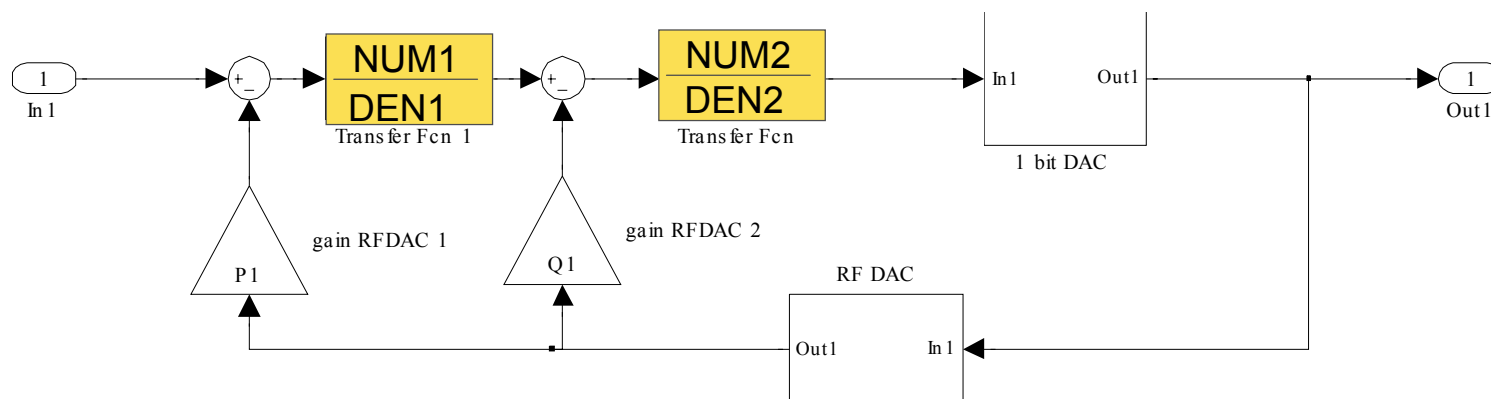 1
In1
+
−
NUM1
DEN1
Transfer Fcn 1
+
−
NUM2
DEN2
Transfer Fcn
In1
Out1
1 bit DAC
1
Out1
P1
gain RFDAC 1
Q1
gain RFDAC 2
RF DAC
Out1
In1